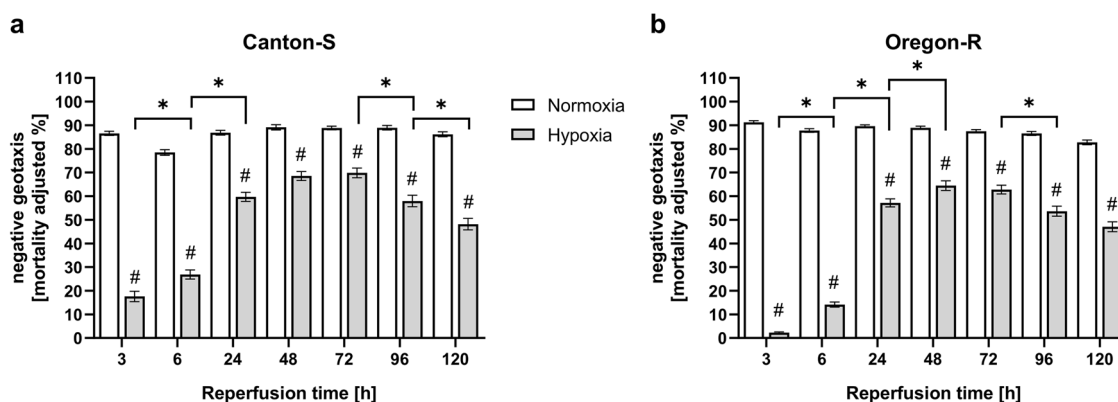 a
Canton-S
negative geotaxis
[mortality adjusted %]
110
100
90
80
70
60
50
40
30
20
10
0
* * * *
# # # # # # #
3 6 24 48 72 96 120
Reperfusion time [h]
Normoxia
Hypoxia
b
Oregon-R
negative geotaxis
[mortality adjusted %]
110
100
90
80
70
60
50
40
30
20
10
0
* * * *
# # # # # # #
3 6 24 48 72 96 120
Reperfusion time [h]